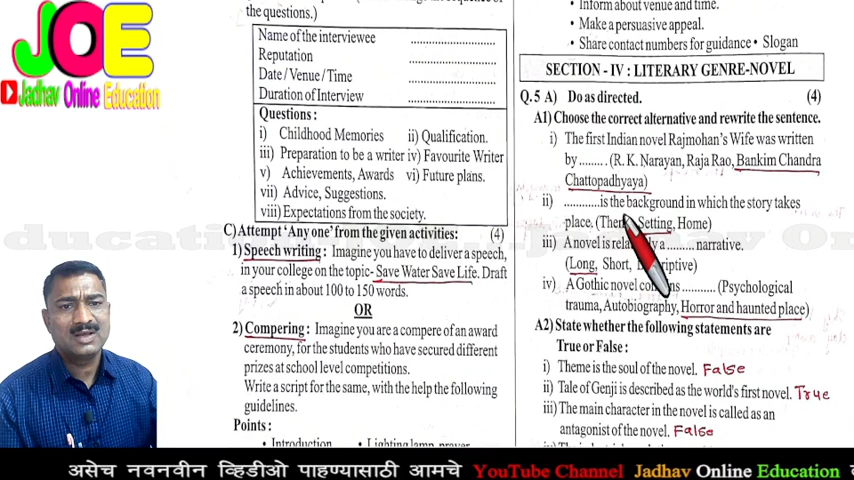 JOE
Jadhav Online Education
the questions.)
Name of the interviewee ..............................
Reputation ..............................
Date / Venue / Time ..............................
Duration of Interview ..............................
Questions:
i) Childhood Memories ii) Qualification.
iii) Preparation to be a writer iv) Favourite Writer
v) Achievements, Awards vi) Future plans.
vii) Advice, Suggestions.
viii) Expectations from the society.
C) Attempt 'Any one' from the given activities: (4)
1) Speech writing : Imagine you have to deliver a speech,
in your college on the topic- Save Water Save Life. Draft
a speech in about 100 to 150 words.
OR
2) Compering : Imagine you are a compere of an award
ceremony, for the students who have secured different
prizes at school level competitions.
Write a script for the same, with the help the following
guidelines.
Points:
• Introduction • Lighting lamp, prayer
• Inform about venue and time.
• Make a persuasive appeal.
• Share contact numbers for guidance • Slogan
SECTION - IV : LITERARY GENRE-NOVEL
Q.5 A) Do as directed. (4)
A1) Choose the correct alternative and rewrite the sentence.
i) The first Indian novel Rajmohan's Wife was written
by ......... (R. K. Narayan, Raja Rao, Bankim Chandra
Chattopadhyaya)
ii) ............is the background in which the story takes
place. Setting, Home)
iii) A novel is a ......... narrative.
(Long, Short,
iv) A Gothic novel ........... (Psychological
trauma, Autobiography, Horror and haunted place)
A2) State whether the following statements are
True or False :
i) Theme is the soul of the novel. False
ii) Tale of Genji is described as the world's first novel. True
iii) The main character in the novel is called as an
antagonist of the novel. False
असेच नवनवीन व्हिडीओ पाहण्यासाठी आमचे YouTube Channel Jadhav Online Education